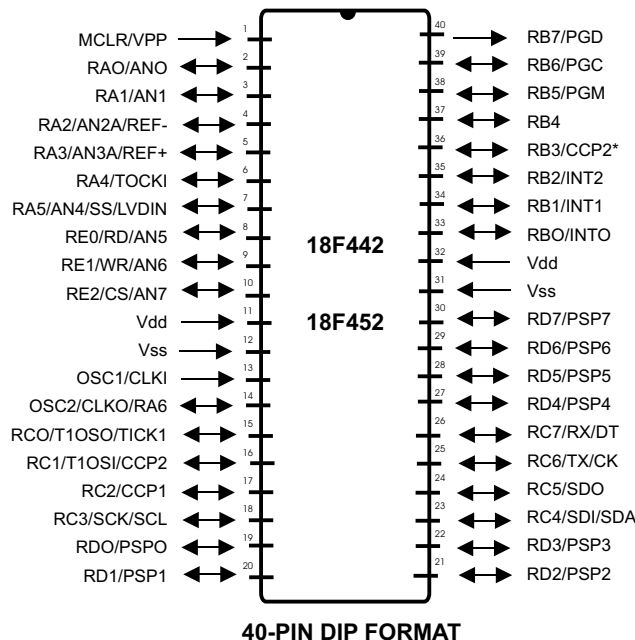 MCLR/VPP 1
RAO/ANO 2
RA1/AN1 3
RA2/AN2A/REF- 4
RA3/AN3A/REF+ 5
RA4/TOCKI 6
RA5/AN4/SS/LVDIN 7
RE0/RD/AN5 8
RE1/WR/AN6 9
RE2/CS/AN7 10
Vdd 11
Vss 12
OSC1/CLKI 13
OSC2/CLKO/RA6 14
RCO/T1OSO/TICK1 15
RC1/T1OSI/CCP2 16
RC2/CCP1 17
RC3/SCK/SCL 18
RDO/PSPO 19
RD1/PSP1 20
18F442
18F452
40 RB7/PGD
39 RB6/PGC
38 RB5/PGM
37 RB4
36 RB3/CCP2*
35 RB2/INT2
34 RB1/INT1
33 RBO/INTO
32 Vdd
31 Vss
30 RD7/PSP7
29 RD6/PSP6
28 RD5/PSP5
27 RD4/PSP4
26 RC7/RX/DT
25 RC6/TX/CK
24 RC5/SDO
23 RC4/SDI/SDA
22 RD3/PSP3
21 RD2/PSP2
40-PIN DIP FORMAT